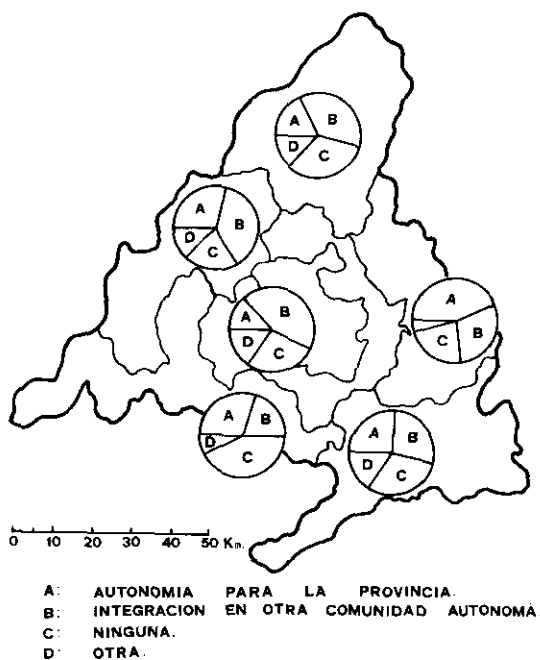 A B
D C
A B
D C
A B
D C
A
C B
A B
D C
A B
D C
0 10 20 30 40 50 Km.
A: AUTONOMIA PARA LA PROVINCIA.
B: INTEGRACION EN OTRA COMUNIDAD AUTONOMA.
C: NINGUNA.
D: OTRA.